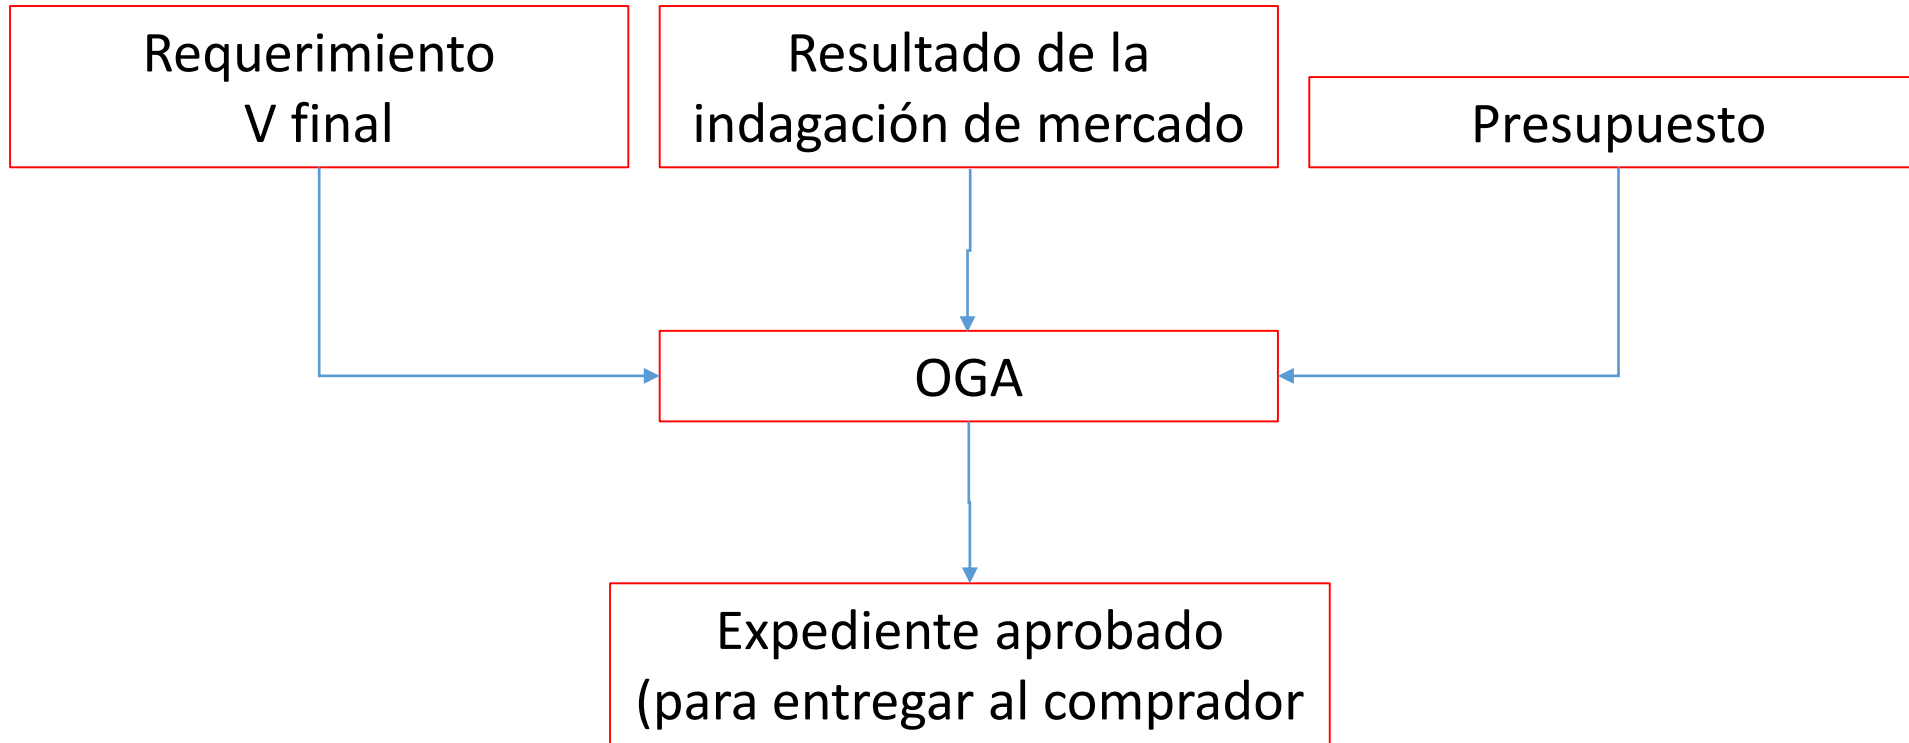 Requerimiento
V final
Resultado de la
indagación de mercado
Presupuesto
OGA
Expediente aprobado
(para entregar al comprador